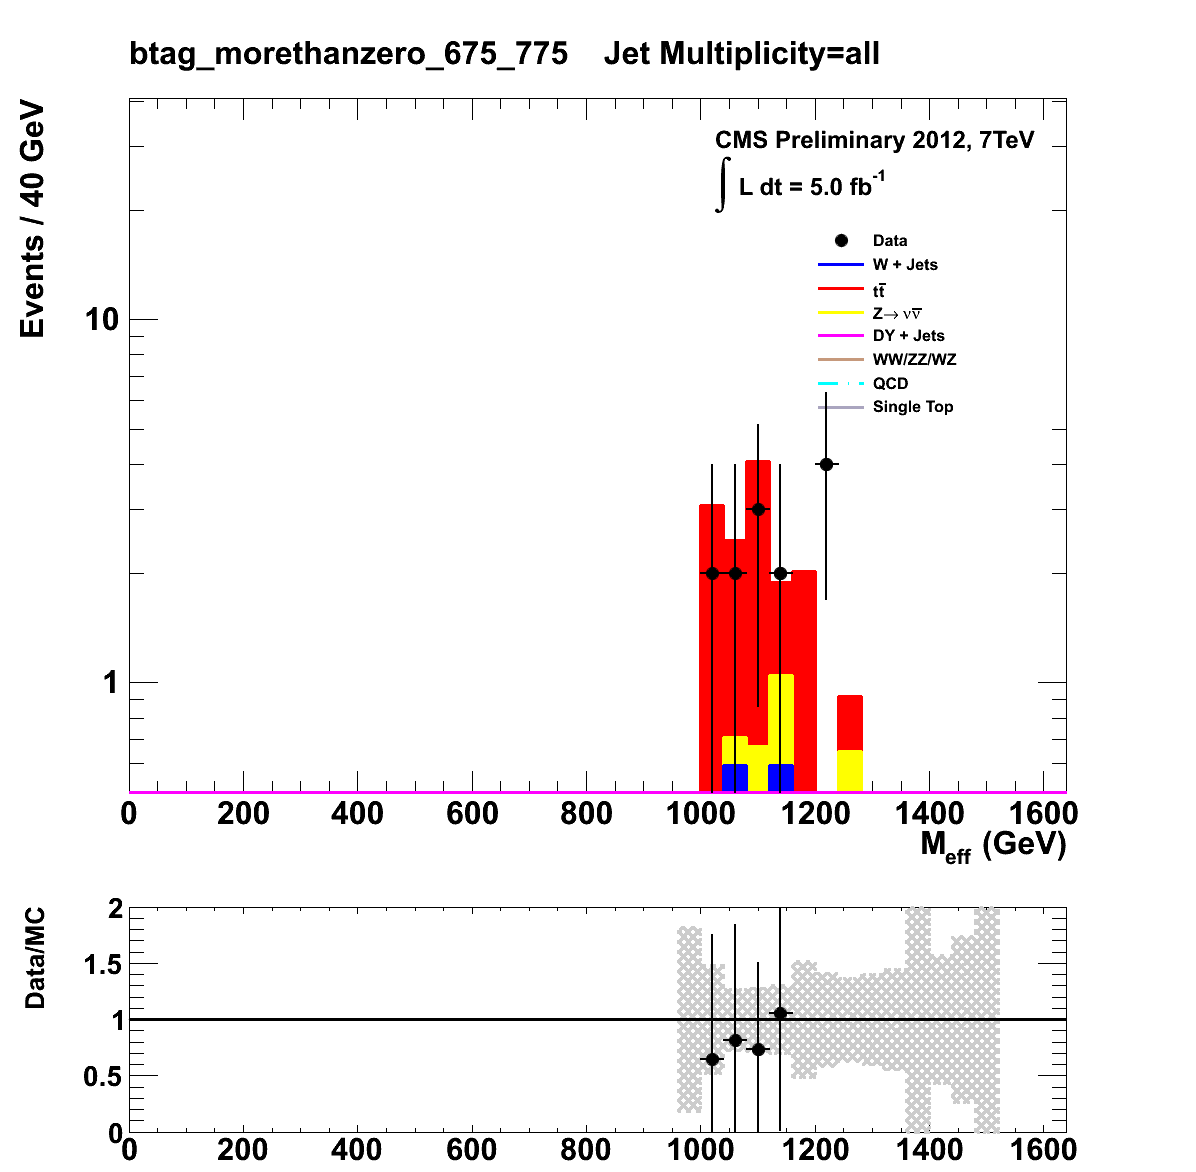 btag_morethanzero_675_775 Jet Multiplicity=all
Events / 40 GeV
CMS Preliminary 2012, 7TeV
∫ L dt = 5.0 fb⁻¹
Data
W + Jets
tt̅
Z→ νν̅
DY + Jets
WW/ZZ/WZ
QCD
Single Top
10
1
0 200 400 600 800 1000 1200 1400 1600
M_eff (GeV)
Data/MC
2
1.5
1
0.5
0
0 200 400 600 800 1000 1200 1400 1600